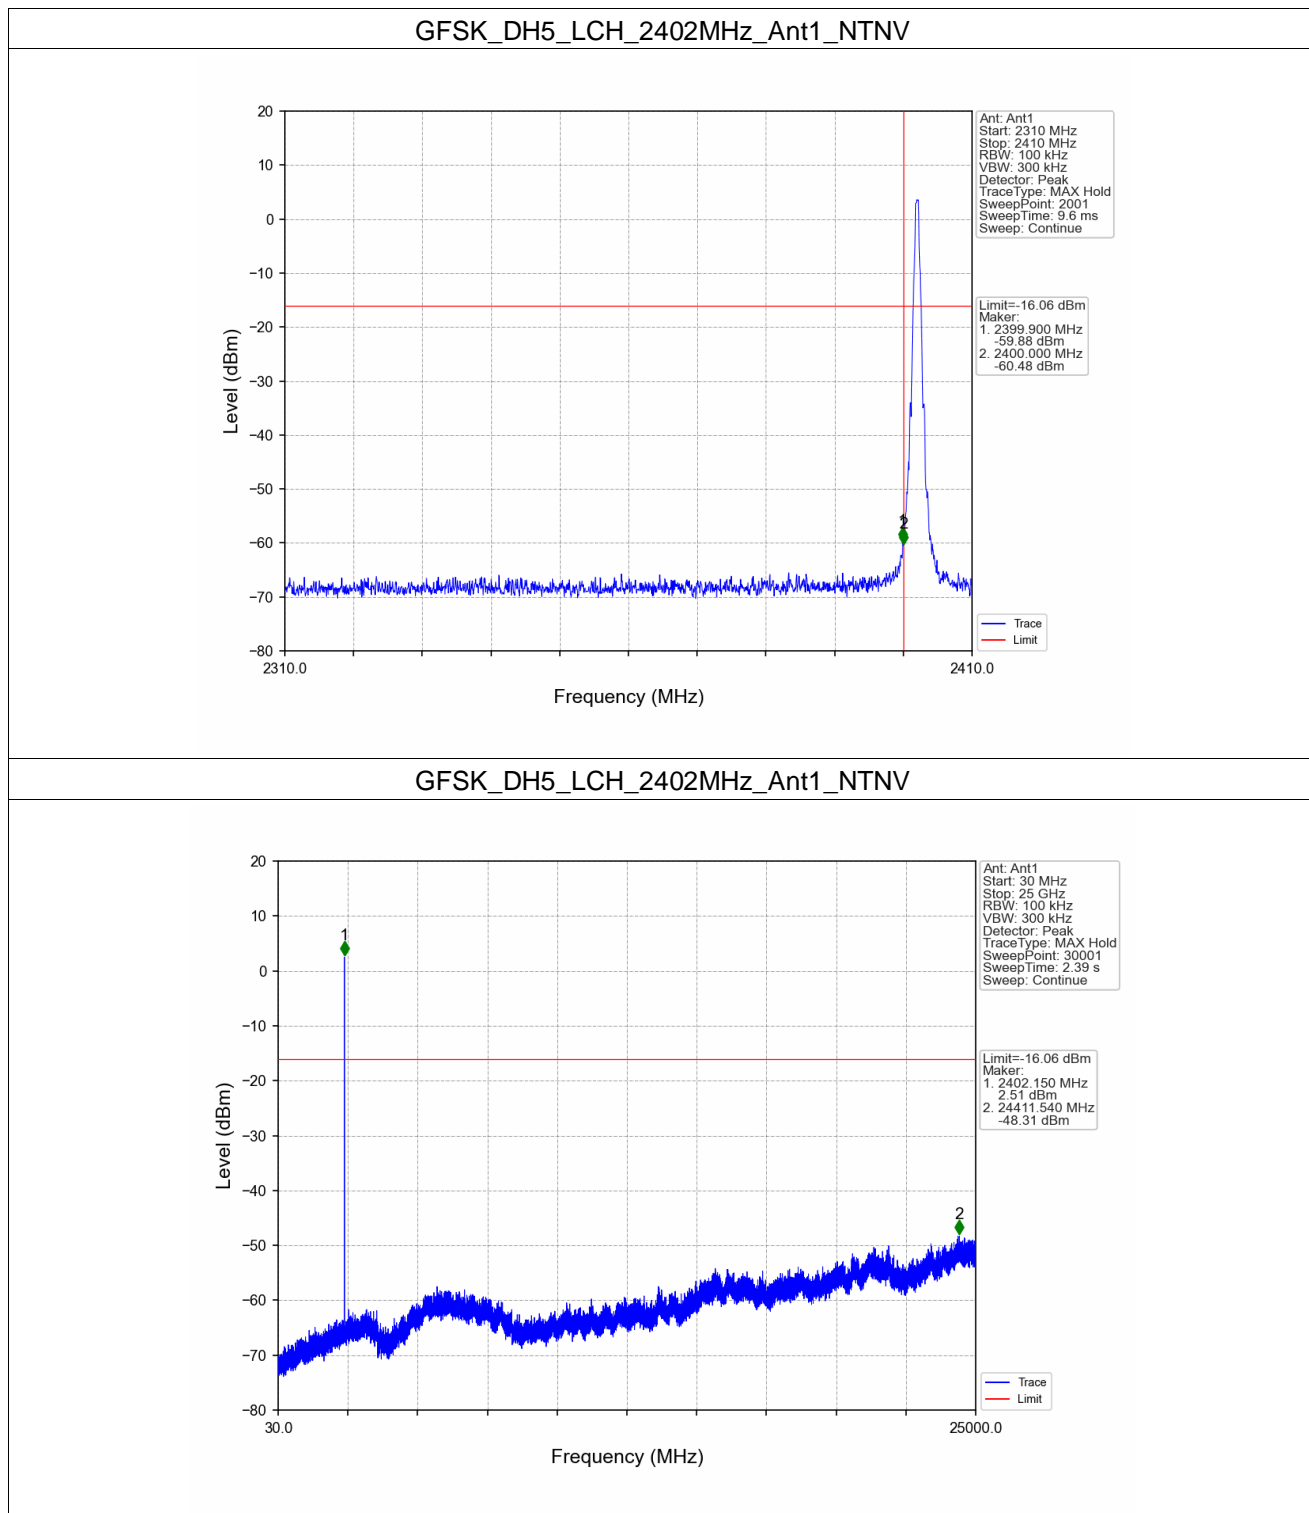 GFSK_DH5_LCH_2402MHz_Ant1_NTNV
20
10
0
−10
−20
−30
−40
−50
−60
−70
−80
Level (dBm)
2310.0
2410.0
Frequency (MHz)
2
Ant: Ant1
Start: 2310 MHz
Stop: 2410 MHz
RBW: 100 kHz
VBW: 300 kHz
Detector: Peak
TraceType: MAX Hold
SweepPoint: 2001
SweepTime: 9.6 ms
Sweep: Continue
Limit=-16.06 dBm
Maker:
1. 2399.900 MHz
-59.88 dBm
2. 2400.000 MHz
-60.48 dBm
Trace
Limit
GFSK_DH5_LCH_2402MHz_Ant1_NTNV
20
10
0
−10
−20
−30
−40
−50
−60
−70
−80
Level (dBm)
30.0
25000.0
Frequency (MHz)
1
2
Ant: Ant1
Start: 30 MHz
Stop: 25 GHz
RBW: 100 kHz
VBW: 300 kHz
Detector: Peak
TraceType: MAX Hold
SweepPoint: 30001
SweepTime: 2.39 s
Sweep: Continue
Limit=-16.06 dBm
Maker:
1. 2402.150 MHz
2.51 dBm
2. 24411.540 MHz
-48.31 dBm
Trace
Limit